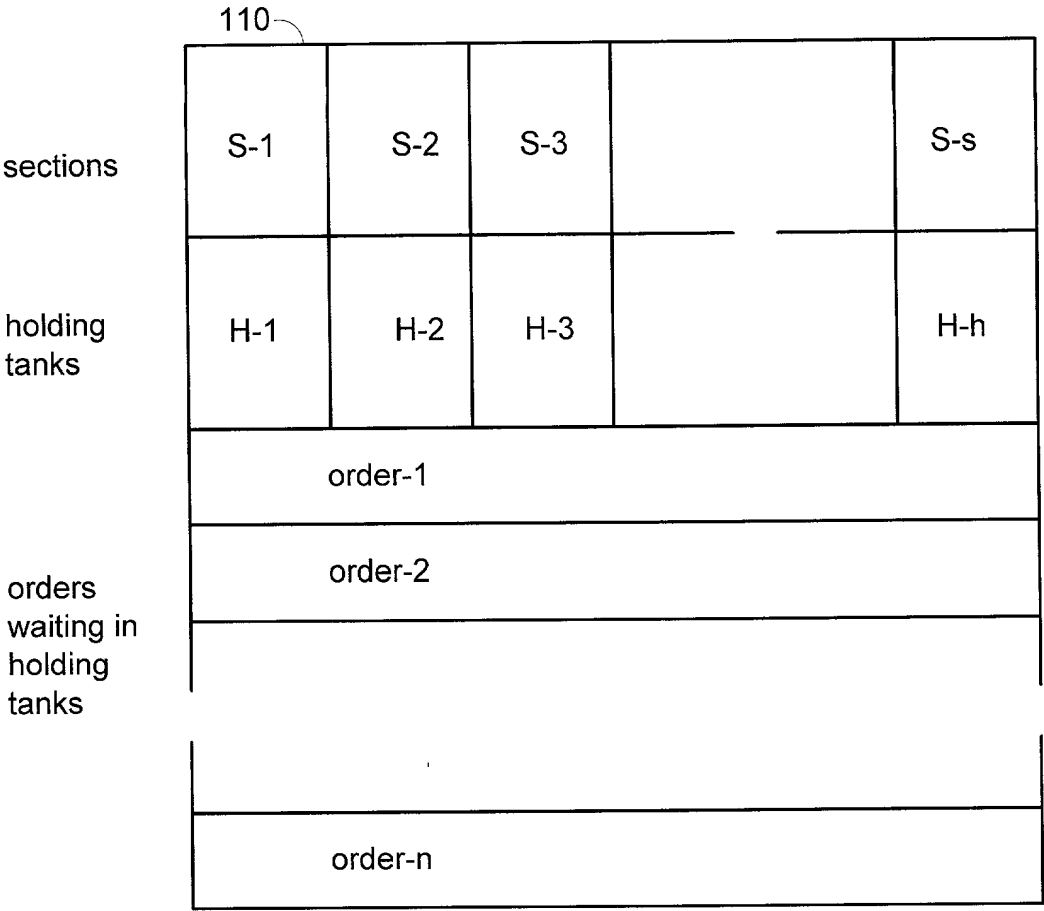 110
sections
S-1
S-2
S-3
S-s
holding
tanks
H-1
H-2
H-3
H-h
order-1
order-2
orders
waiting in
holding
tanks
order-n